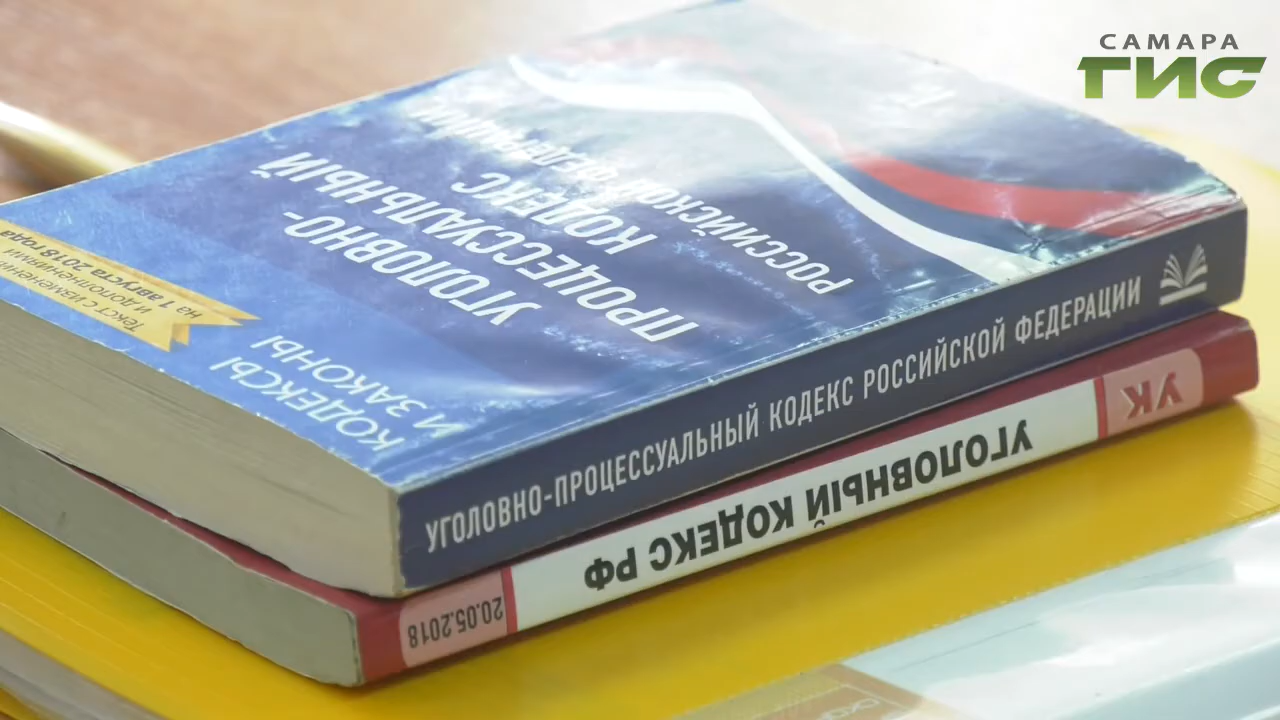 САМАРА
ГИС
УГОЛОВНО-
ПРОЦЕССУАЛЬНЫЙ
КОДЕКС
РОССИЙСКОЙ ФЕДЕРАЦИИ
КОДЕКСЫ
И ЗАКОНЫ
Текст с изменениями
и дополнениями
на 1 августа 2018 года
УГОЛОВНО-ПРОЦЕССУАЛЬНЫЙ КОДЕКС РОССИЙСКОЙ ФЕДЕРАЦИИ
УК
УГОЛОВНЫЙ КОДЕКС РФ
20.05.2018